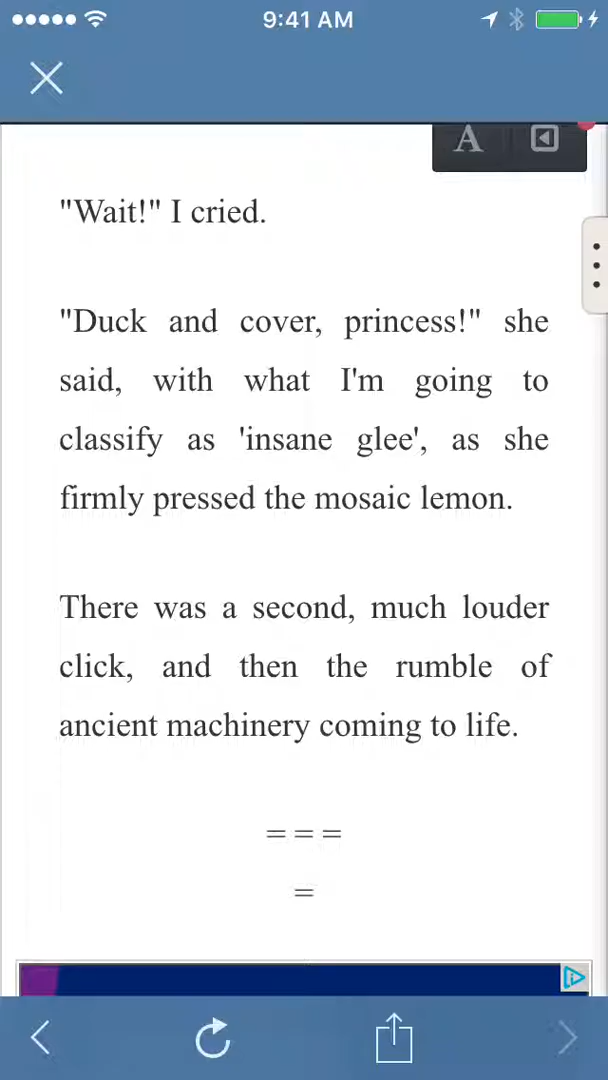 9:41 AM
A
"Wait!" I cried.
"Duck and cover, princess!" she
said, with what I'm going to
classify as 'insane glee', as she
firmly pressed the mosaic lemon.
There was a second, much louder
click, and then the rumble of
ancient machinery coming to life.
= = =
=